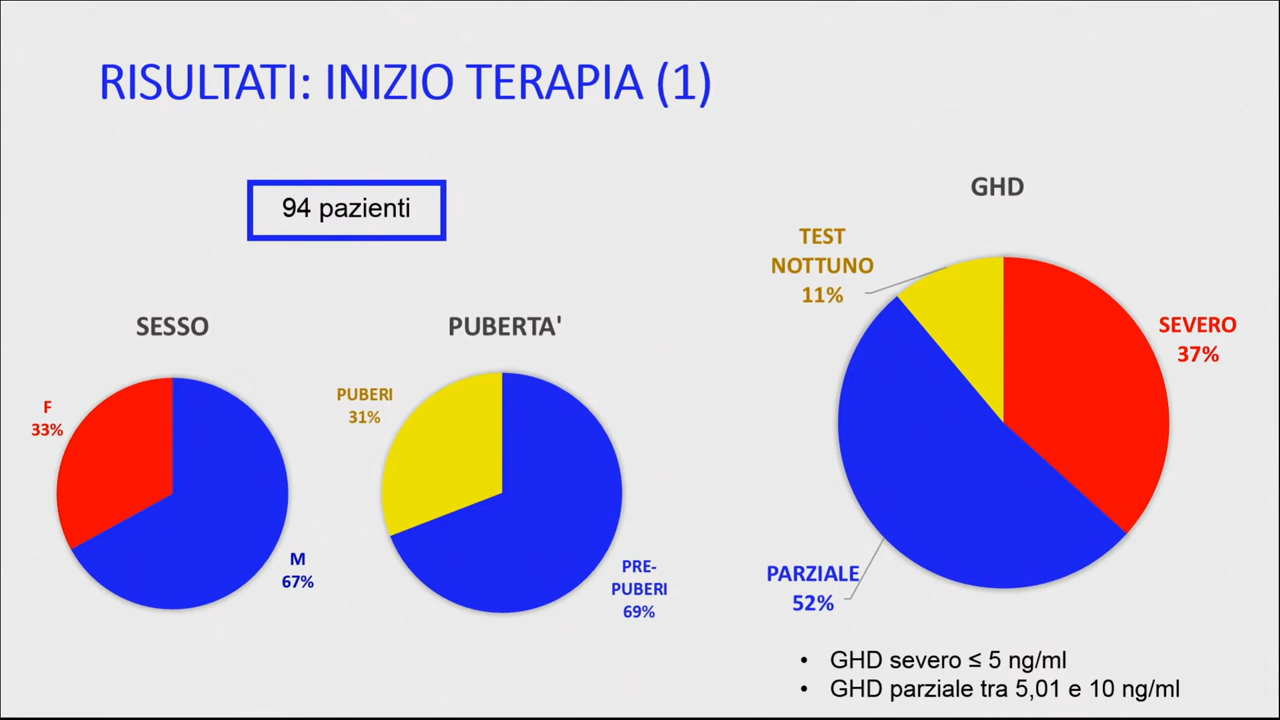 RISULTATI: INIZIO TERAPIA (1)
94 pazienti
SESSO
F
33%
M
67%
PUBERTA'
PUBERI
31%
PRE-
PUBERI
69%
GHD
TEST
NOTTUNO
11%
SEVERO
37%
PARZIALE
52%
• GHD severo ≤ 5 ng/ml
• GHD parziale tra 5,01 e 10 ng/ml